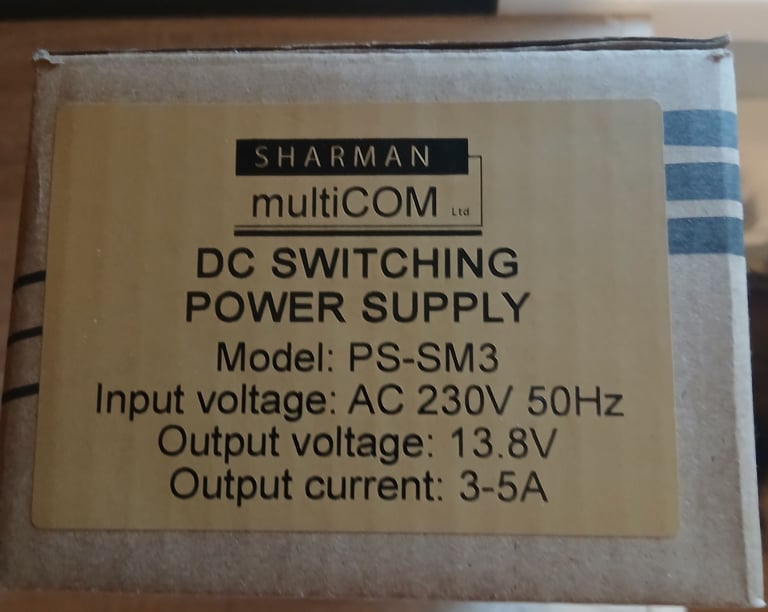 SHARMAN
multiCOM Ltd
DC SWITCHING
POWER SUPPLY
Model: PS-SM3
Input voltage: AC 230V 50Hz
Output voltage: 13.8V
Output current: 3-5A